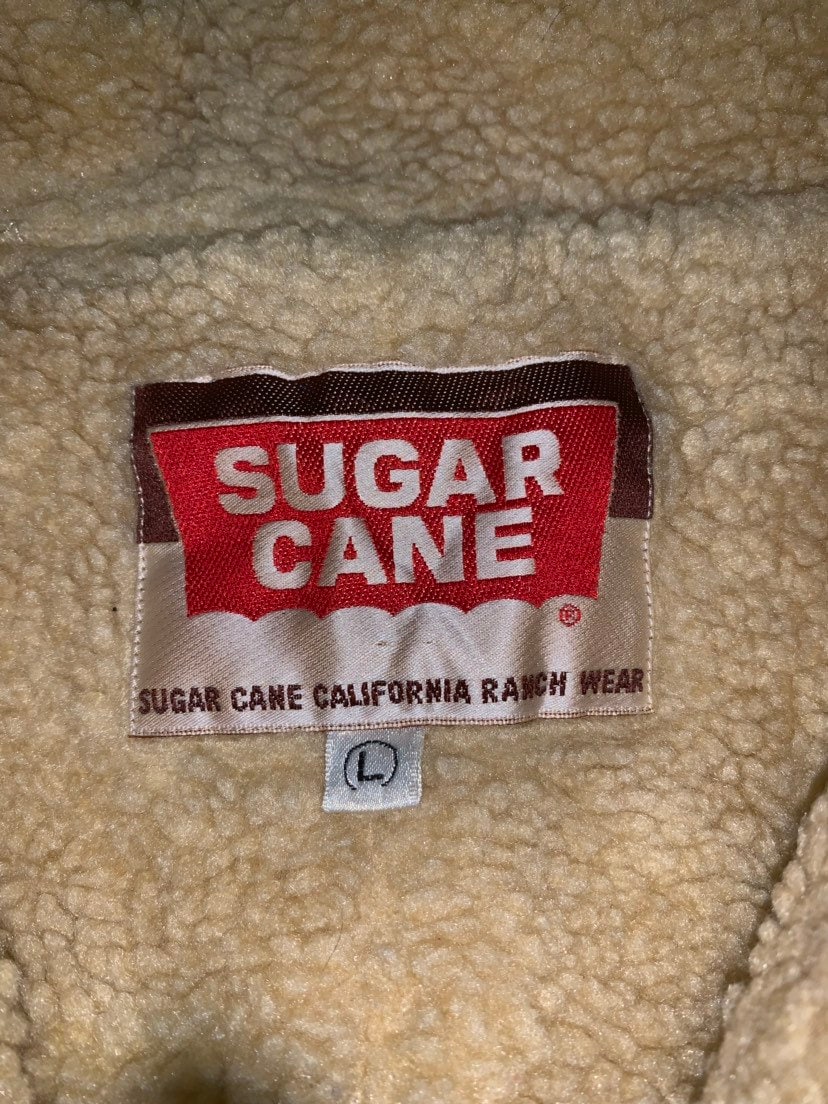 SUGAR
CANE
®
SUGAR CANE CALIFORNIA RANCH WEAR
(L)